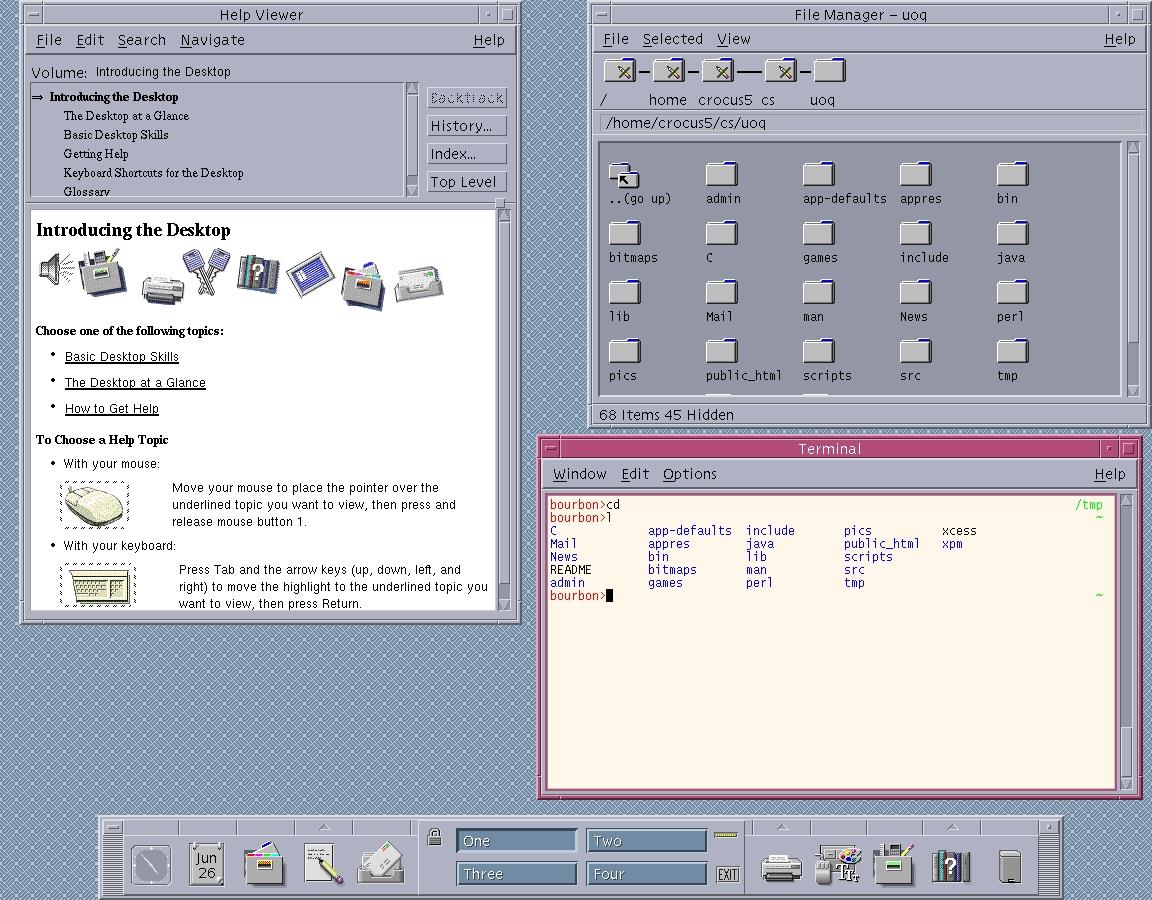 Help Viewer
File Edit Search Navigate Help
Volume: Introducing the Desktop
⇒ Introducing the Desktop
The Desktop at a Glance
Basic Desktop Skills
Getting Help
Keyboard Shortcuts for the Desktop
Glossary
Backtrack
History...
Index...
Top Level
Introducing the Desktop
?
Choose one of the following topics:
• Basic Desktop Skills
• The Desktop at a Glance
• How to Get Help
To Choose a Help Topic
• With your mouse:
Move your mouse to place the pointer over the
underlined topic you want to view, then press and
release mouse button 1.
• With your keyboard:
Press Tab and the arrow keys (up, down, left, and
right) to move the highlight to the underlined topic you
want to view, then press Return.
File Manager – uoq
File Selected View Help
/ home crocus5 cs uoq
/home/crocus5/cs/uoq
..(go up) admin app-defaults appres bin
bitmaps C games include java
lib Mail man News perl
pics public_html scripts src tmp
68 Items 45 Hidden
Terminal
Window Edit Options Help
bourbon>cd /tmp
bourbon>l ~
C app-defaults include pics xcess
Mail appres java public_html xpm
News bin lib scripts
README bitmaps man src
admin games perl tmp
bourbon> ~
Jun
26
One Two
Three Four
EXIT
?